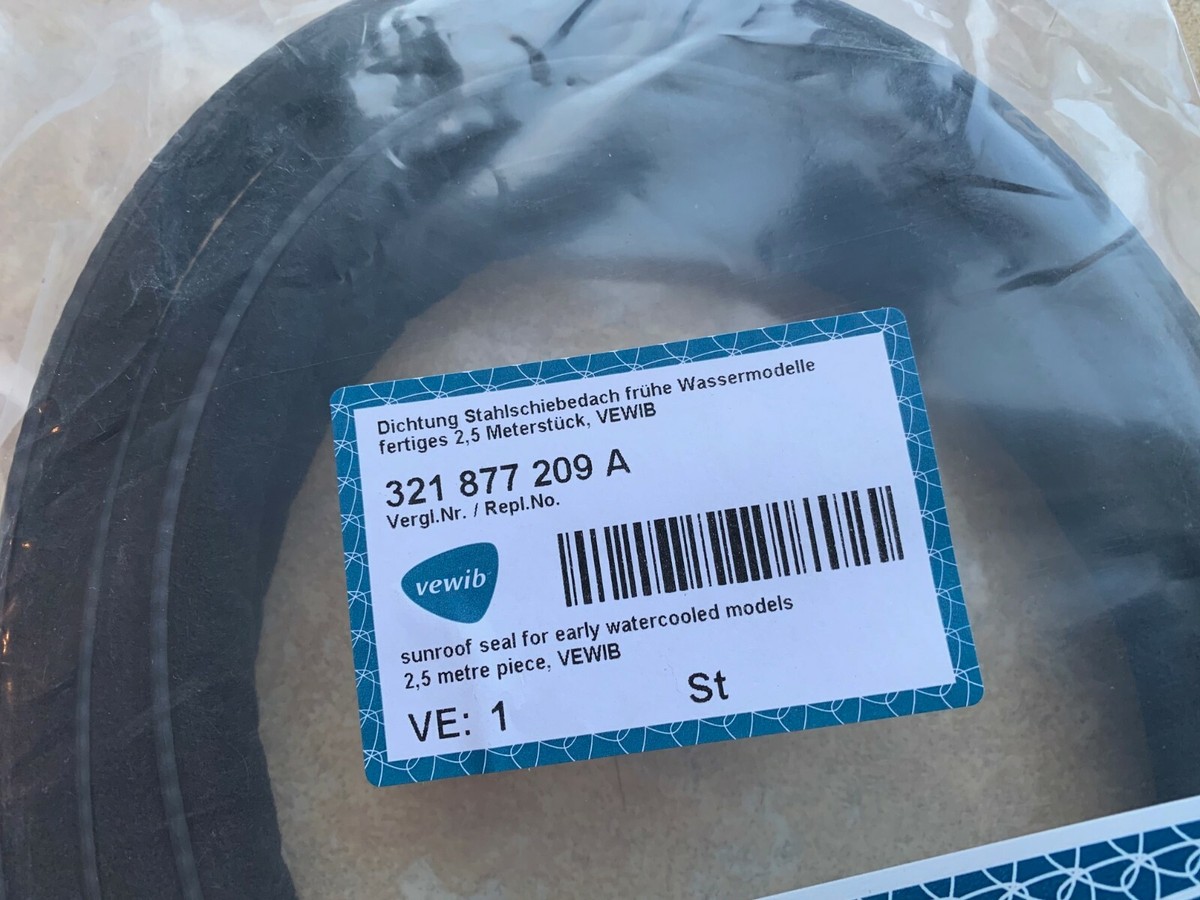 Dichtung Stahlschiebedach frühe Wassermodelle
fertiges 2,5 Meterstück, VEWIB
321 877 209 A
Vergl.Nr. / Repl.No.
vewib
sunroof seal for early watercooled models
2,5 metre piece, VEWIB
VE: 1 St